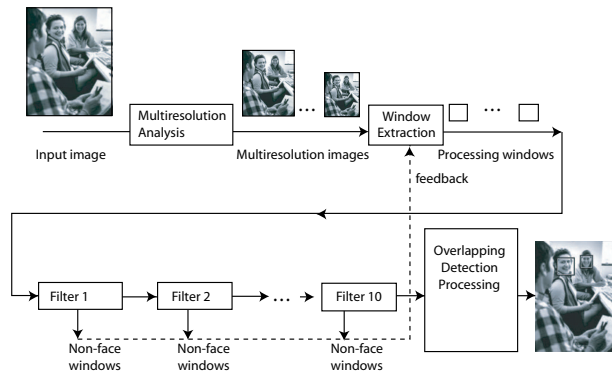 Multiresolution
Analysis
...
Window
Extraction
...
Input image
Multiresolution images
Processing windows
feedback
Overlapping
Detection
Processing
Filter 1
Filter 2
...
Filter 10
Non-face
windows
Non-face
windows
Non-face
windows